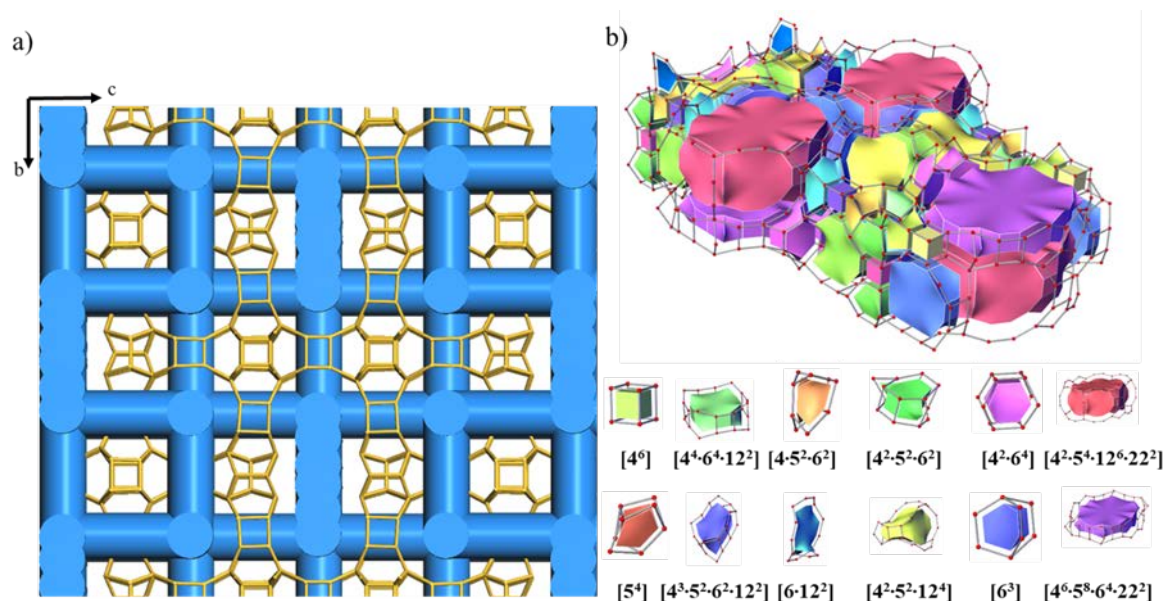 a)
c
b
b)
[4⁶] [4⁴·6⁴·12²] [4·5²·6²] [4²·5²·6²] [4²·6⁴] [4²·5⁴·12⁶·22²]
[5⁴] [4³·5²·6²·12²] [6·12²] [4²·5²·12⁴] [6³] [4⁶·5⁸·6⁴·22²]